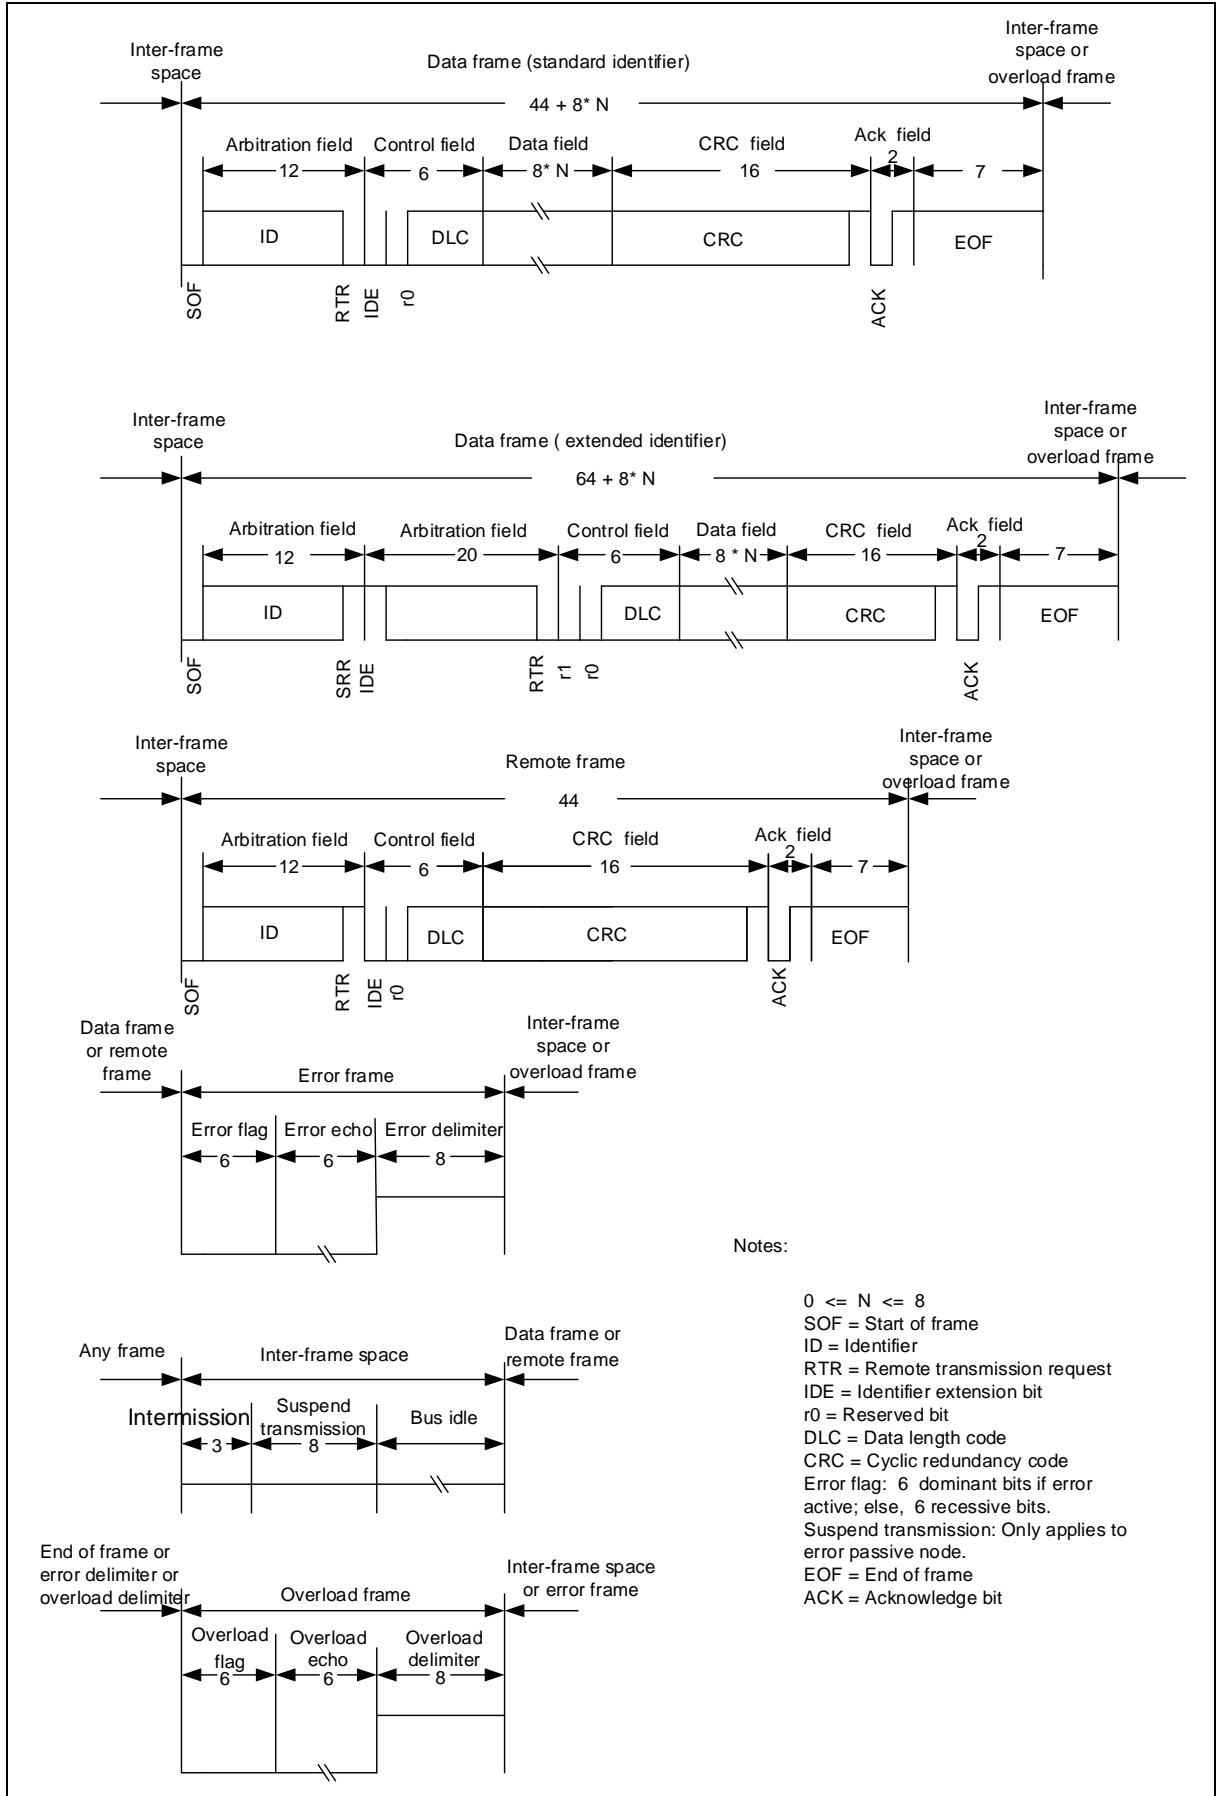 Inter-frame
space
Data frame (standard identifier)
Inter-frame
space or
overload frame
44 + 8* N
Arbitration field
Control field
Data field
CRC field
Ack field
12
6
8* N
16
2
7
ID
DLC
CRC
EOF
SOF
RTR
IDE
r0
ACK
Inter-frame
space
Data frame ( extended identifier)
Inter-frame
space or
overload frame
64 + 8* N
Arbitration field
Arbitration field
Control field
Data field
CRC field
Ack field
12
20
6
8 * N
16
2
7
ID
DLC
CRC
EOF
SOF
SRR
IDE
RTR
r1
r0
ACK
Inter-frame
space
Remote frame
Inter-frame
space or
overload frame
44
Arbitration field
Control field
CRC field
Ack field
12
6
16
2
7
ID
DLC
CRC
EOF
SOF
RTR
IDE
r0
ACK
Data frame
or remote
frame
Error frame
Inter-frame
space or
overload frame
Error flag
Error echo
Error delimiter
6
6
8
Any frame
Inter-frame space
Data frame or
remote frame
Intermission
Suspend
transmission
Bus idle
3
8
End of frame or
error delimiter or
overload delimiter
Overload frame
Inter-frame space
or error frame
Overload
flag
Overload
echo
Overload
delimiter
6
6
8
Notes:
0 <= N <= 8
SOF = Start of frame
ID = Identifier
RTR = Remote transmission request
IDE = Identifier extension bit
r0 = Reserved bit
DLC = Data length code
CRC = Cyclic redundancy code
Error flag: 6 dominant bits if error
active; else, 6 recessive bits.
Suspend transmission: Only applies to
error passive node.
EOF = End of frame
ACK = Acknowledge bit